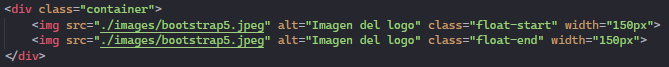 <div class="container">
    <img src="./images/bootstrap5.jpeg" alt="Imagen del logo" class="float-start" width="150px">
    <img src="./images/bootstrap5.jpeg" alt="Imagen del logo" class="float-end" width="150px">
</div>